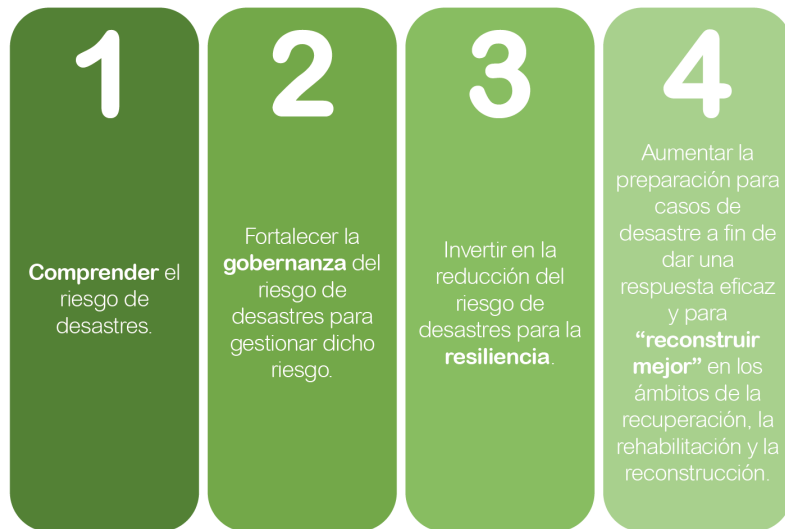 1
Comprender el
riesgo de
desastres.
2
Fortalecer la
gobernanza del
riesgo de
desastres para
gestionar dicho
riesgo.
3
Invertir en la
reducción del
riesgo de
desastres para la
resiliencia.
4
Aumentar la
preparación para
casos de
desastre a fin de
dar una
respuesta eficaz
y para
“reconstruir
mejor” en los
ámbitos de la
recuperación, la
rehabilitación y la
reconstrucción.